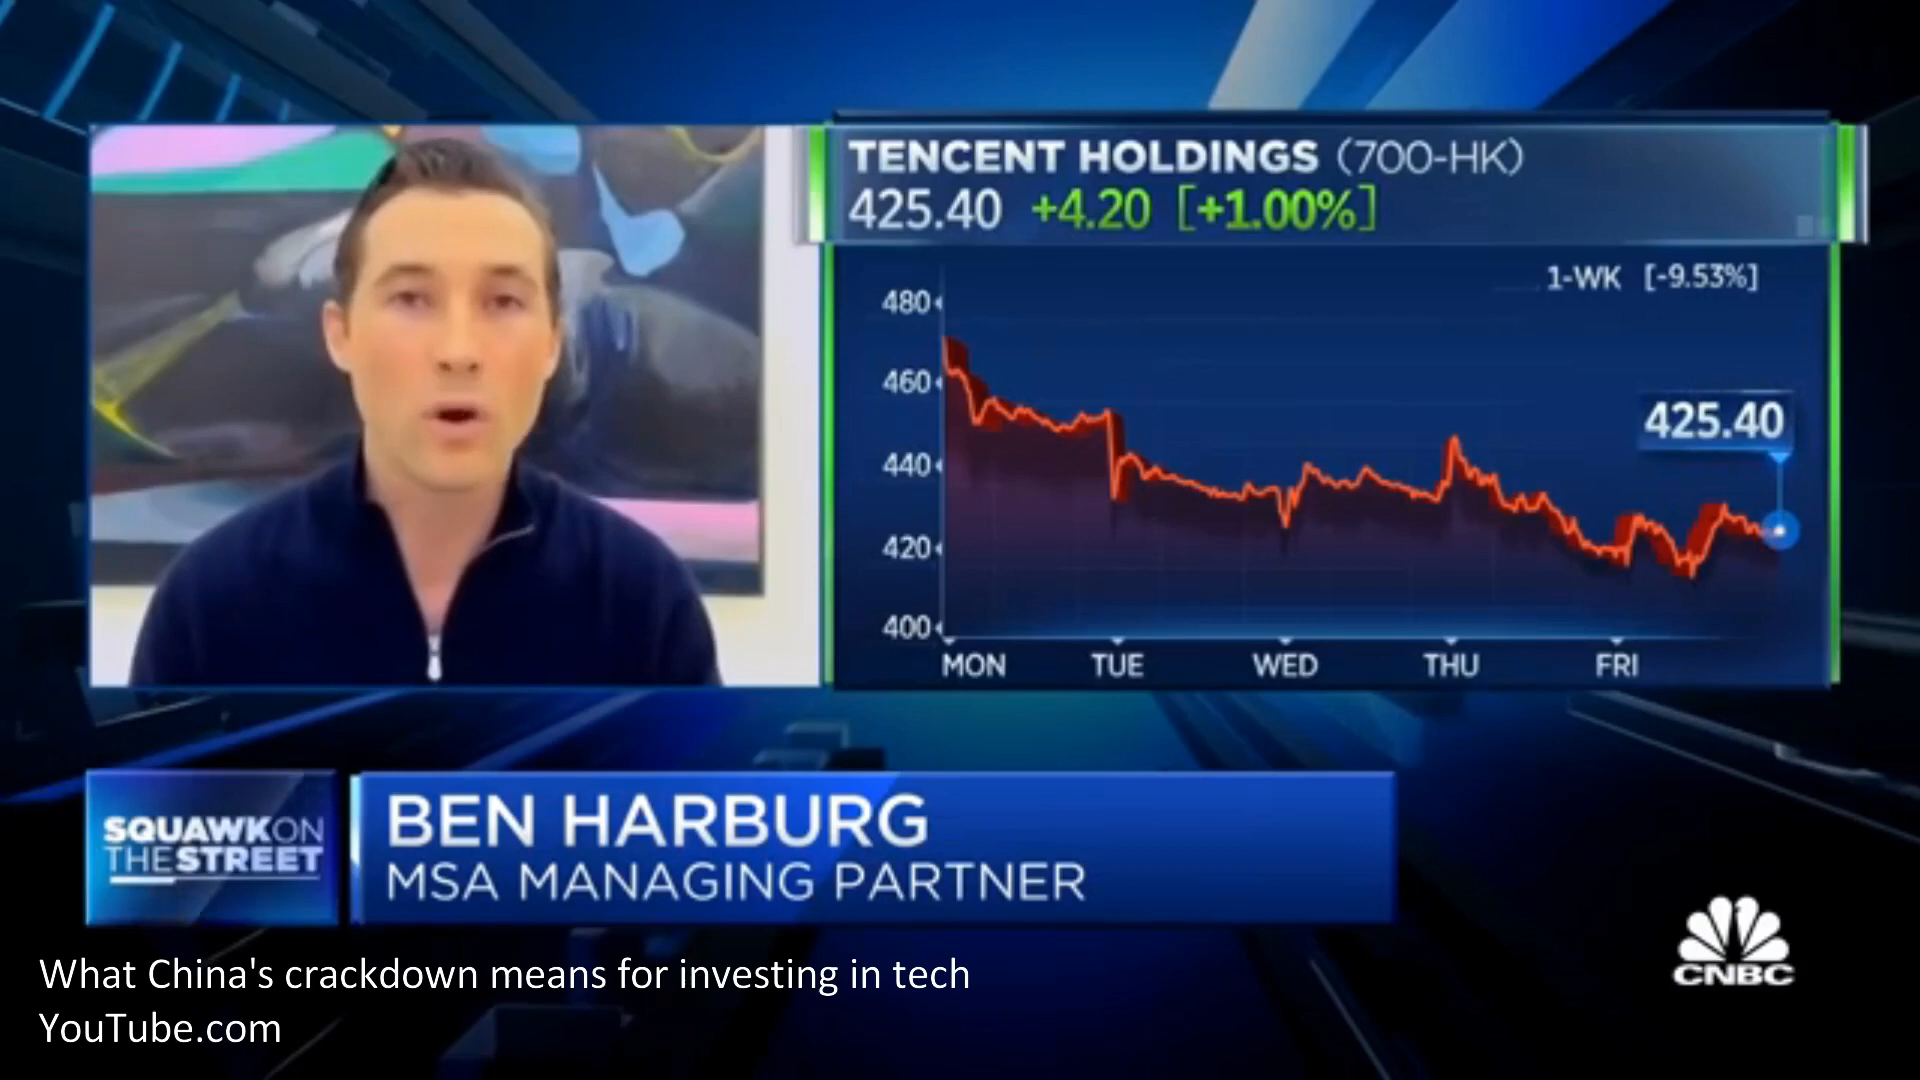 TENCENT HOLDINGS (700-HK)
425.40 +4.20 [+1.00%]
1-WK [-9.53%]
480
460
440
420
400
425.40
MON TUE WED THU FRI
SQUAWK ON
THE STREET
BEN HARBURG
MSA MANAGING PARTNER
CNBC
What China's crackdown means for investing in tech
YouTube.com